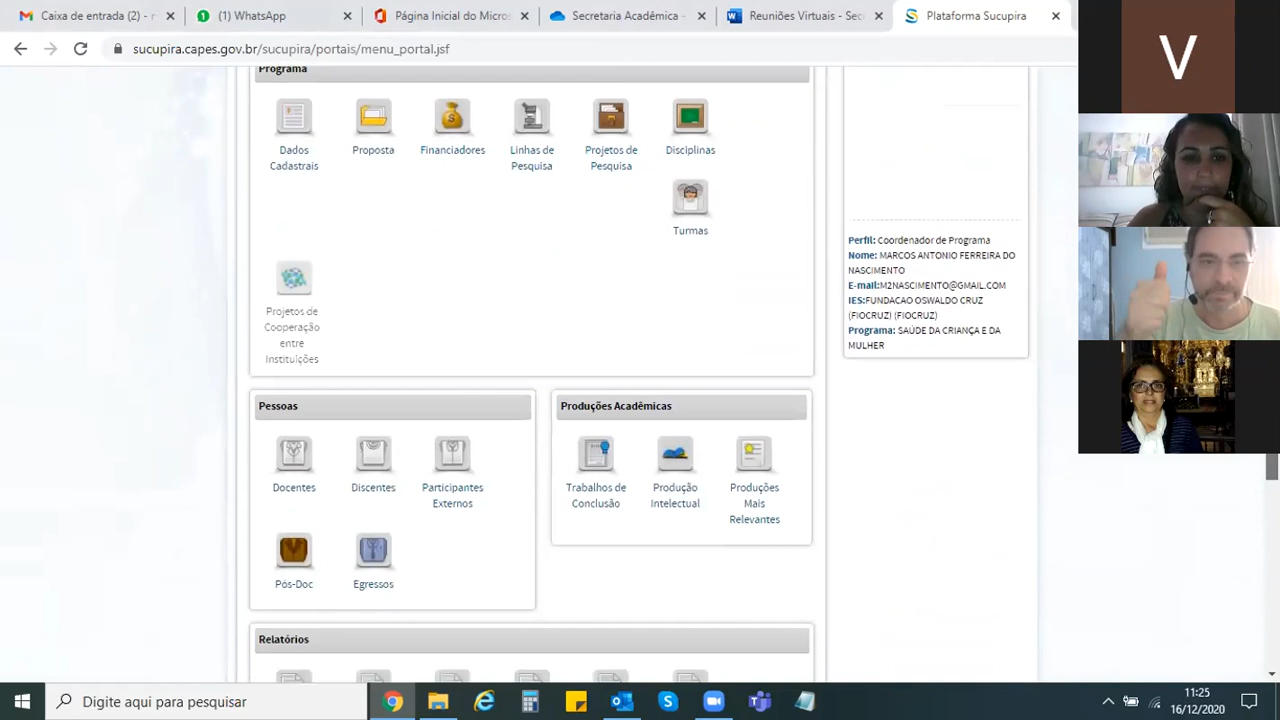 Caixa de entrada (2) - r
(1) WhatsApp
Página Inicial do Micros
Secretaria Acadêmica -
Reuniões Virtuais - Secr
Plataforma Sucupira
sucupira.capes.gov.br/sucupira/portais/menu_portal.jsf
Programa
Dados
Cadastrais
Proposta
Financiadores
Linhas de
Pesquisa
Projetos de
Pesquisa
Disciplinas
Turmas
Projetos de
Cooperação
entre
Instituições
Perfil: Coordenador de Programa
Nome: MARCOS ANTONIO FERREIRA DO
NASCIMENTO
E-mail:M2NASCIMENTO@GMAIL.COM
IES:FUNDACAO OSWALDO CRUZ
(FIOCRUZ) (FIOCRUZ)
Programa: SAÚDE DA CRIANÇA E DA
MULHER
V
Pessoas
Docentes
Discentes
Participantes
Externos
Pós-Doc
Egressos
Produções Acadêmicas
Trabalhos de
Conclusão
Produção
Intelectual
Produções
Mais
Relevantes
Relatórios
Digite aqui para pesquisar
11:25
16/12/2020